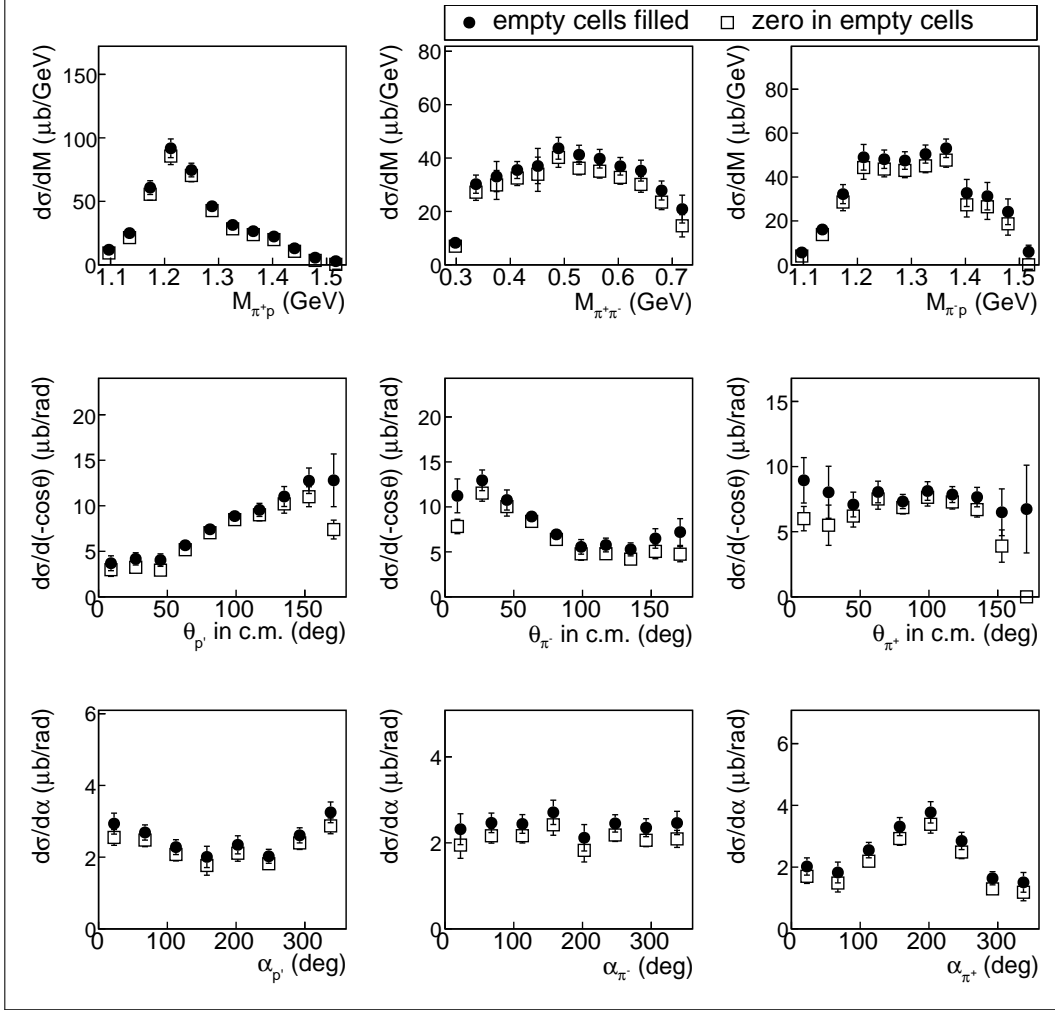 ● empty cells filled □ zero in empty cells
dσ/dM (μb/GeV)
150
100
50
0
1.1 1.2 1.3 1.4 1.5
M_{π⁺p} (GeV)
dσ/dM (μb/GeV)
80
60
40
20
0
0.3 0.4 0.5 0.6 0.7
M_{π⁺π⁻} (GeV)
dσ/dM (μb/GeV)
80
60
40
20
0
1.1 1.2 1.3 1.4 1.5
M_{π⁻p} (GeV)
dσ/d(-cosθ) (μb/rad)
20
15
10
5
0
0 50 100 150
θ_{p'} in c.m. (deg)
dσ/d(-cosθ) (μb/rad)
20
15
10
5
0
0 50 100 150
θ_{π⁻} in c.m. (deg)
dσ/d(-cosθ) (μb/rad)
15
10
5
0
0 50 100 150
θ_{π⁺} in c.m. (deg)
dσ/dα (μb/rad)
6
4
2
0
0 100 200 300
α_{p'} (deg)
dσ/dα (μb/rad)
4
2
0
0 100 200 300
α_{π⁻} (deg)
dσ/dα (μb/rad)
6
4
2
0
0 100 200 300
α_{π⁺} (deg)